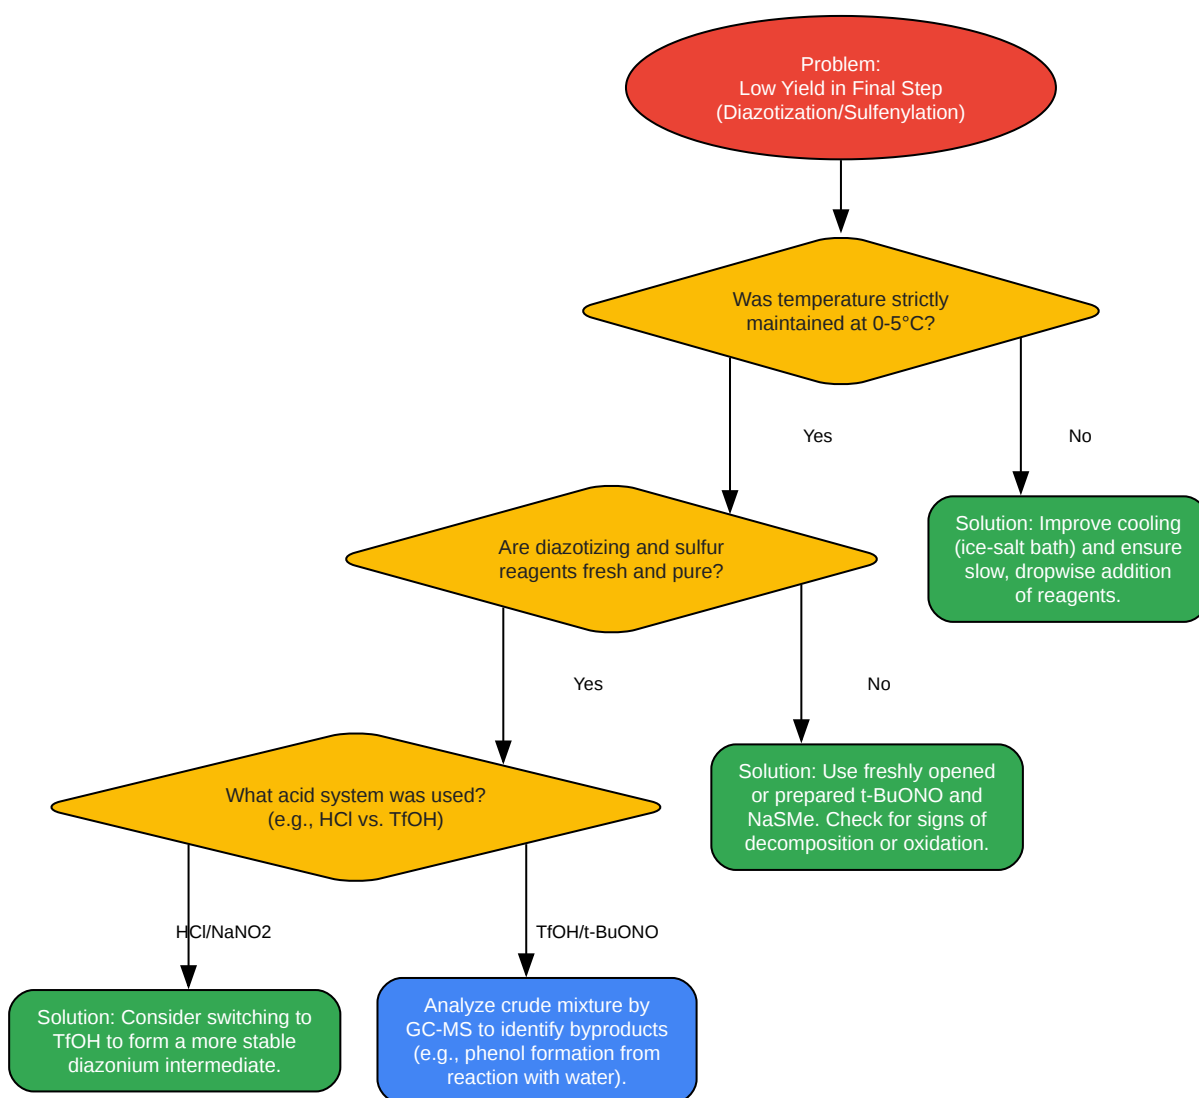 Problem:
Low Yield in Final Step
(Diazotization/Sulfenylation)
Was temperature strictly
maintained at 0-5°C?
Yes
No
Are diazotizing and sulfur
reagents fresh and pure?
Solution: Improve cooling
(ice-salt bath) and ensure
slow, dropwise addition
of reagents.
Yes
No
What acid system was used?
(e.g., HCl vs. TfOH)
Solution: Use freshly opened
or prepared t-BuONO and
NaSMe. Check for signs of
decomposition or oxidation.
HCl/NaNO2
TfOH/t-BuONO
Solution: Consider switching to
TfOH to form a more stable
diazonium intermediate.
Analyze crude mixture by
GC-MS to identify byproducts
(e.g., phenol formation from
reaction with water).